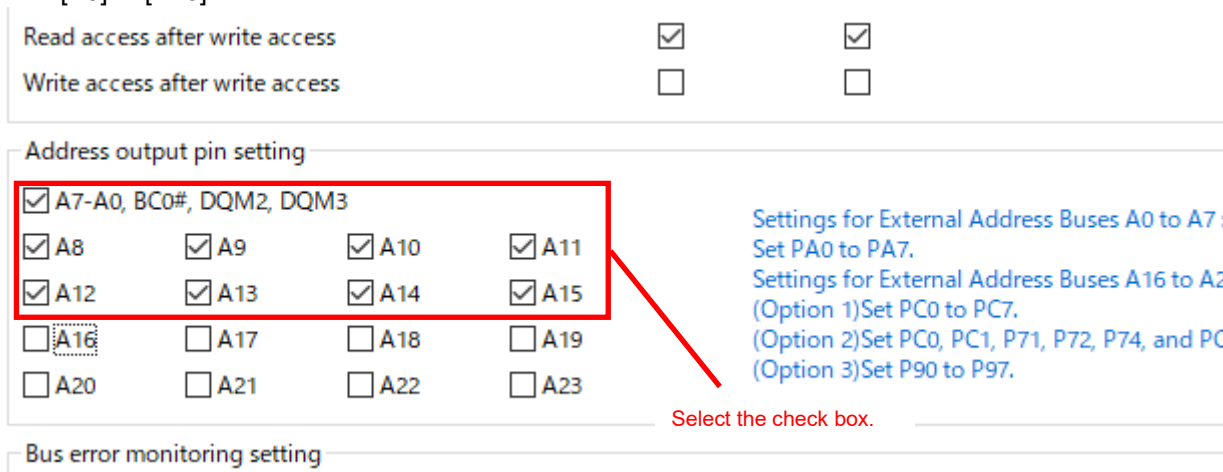 Read access after write access
Write access after write access
Address output pin setting
A7-A0, BC0#, DQM2, DQM3
A8 A9 A10 A11
A12 A13 A14 A15
A16 A17 A18 A19
A20 A21 A22 A23
Settings for External Address Buses A0 to A7
Set PA0 to PA7.
Settings for External Address Buses A16 to A2
(Option 1)Set PC0 to PC7.
(Option 2)Set PC0, PC1, P71, P72, P74, and PC
(Option 3)Set P90 to P97.
Select the check box.
Bus error monitoring setting